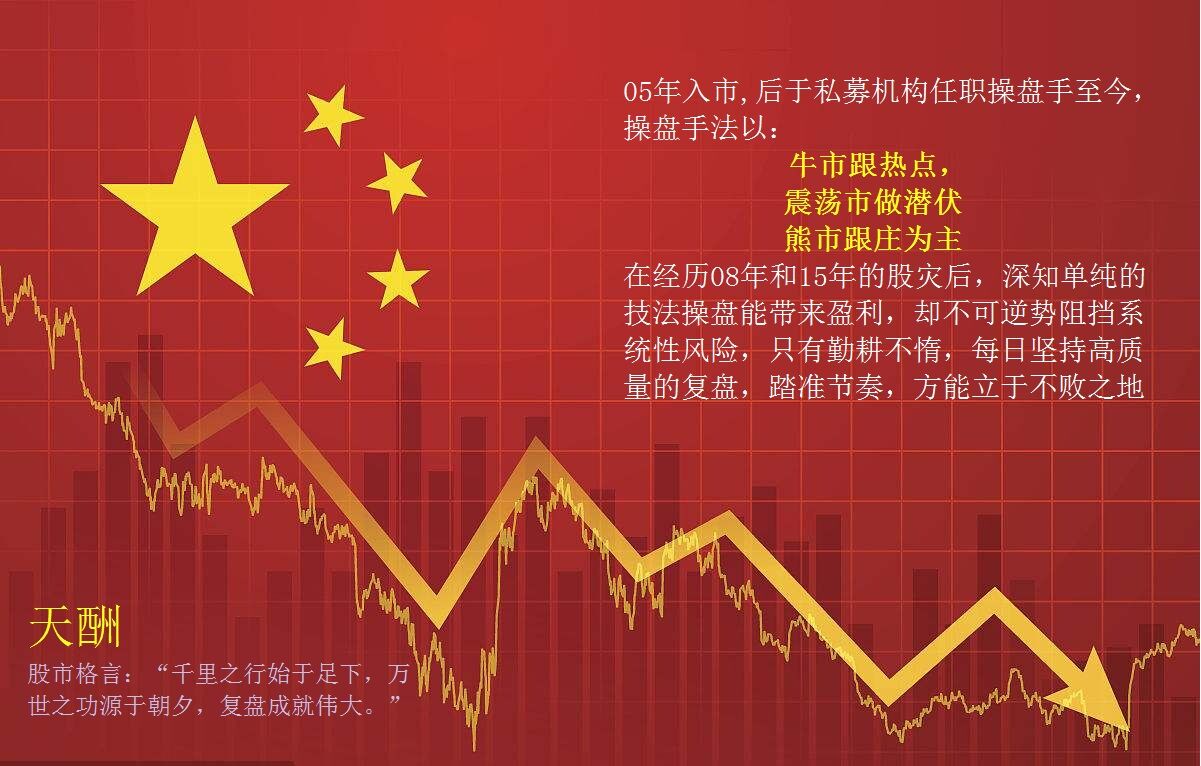 05年入市,后于私募机构任职操盘手至今，
操盘手法以：
牛市跟热点，
震荡市做潜伏
熊市跟庄为主
在经历08年和15年的股灾后，深知单纯的
技法操盘能带来盈利，却不可逆势阻挡系
统性风险，只有勤耕不惰，每日坚持高质
量的复盘，踏准节奏，方能立于不败之地
天酬
股市格言：“千里之行始于足下，万
世之功源于朝夕，复盘成就伟大。”